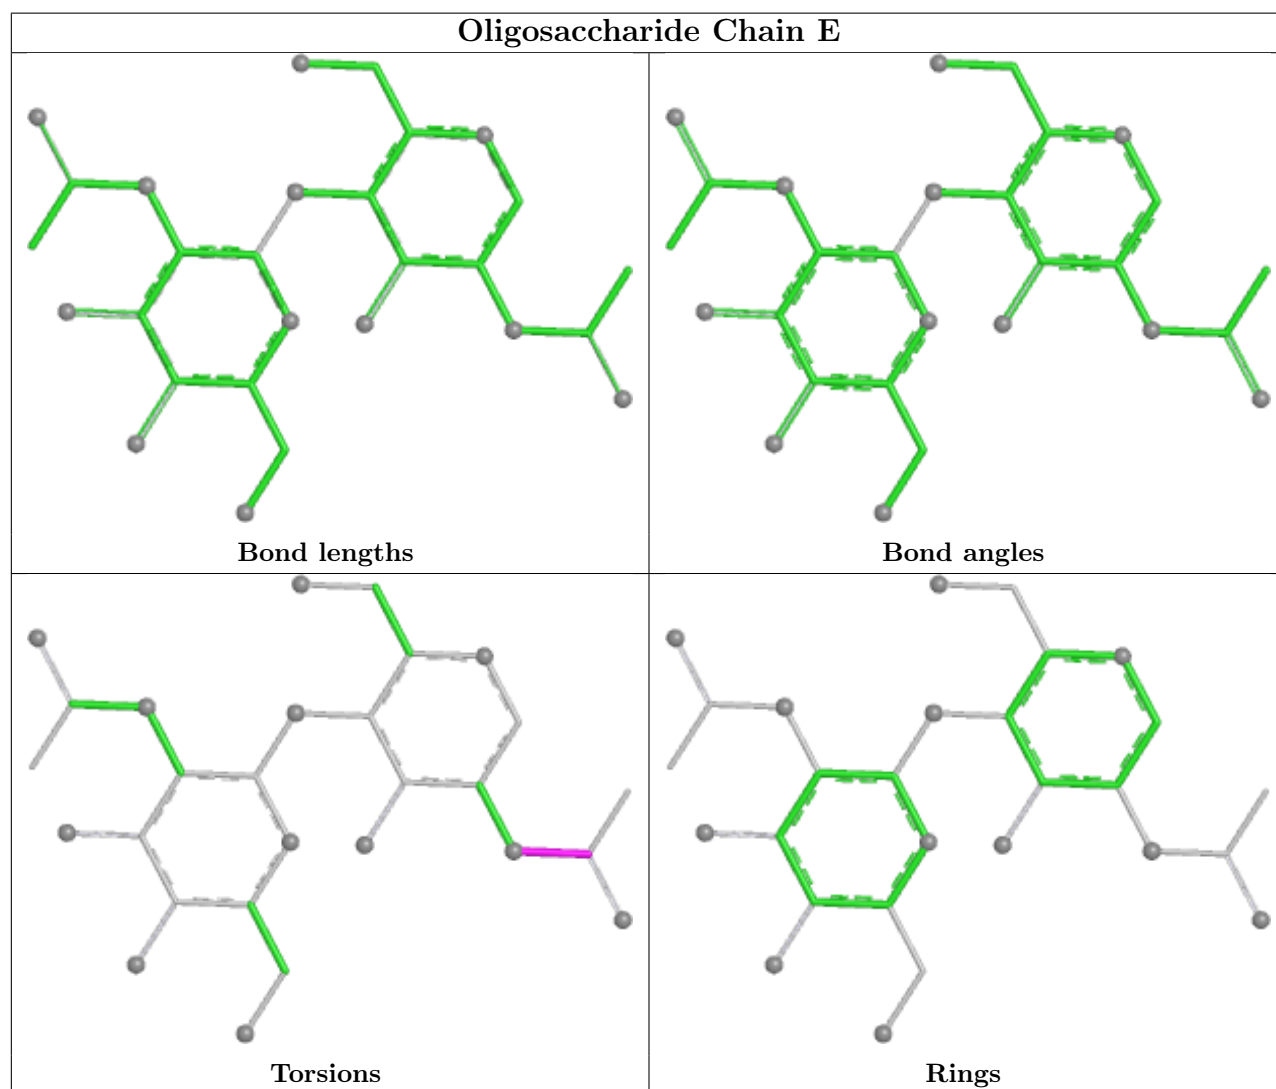 Oligosaccharide Chain E
Bond lengths
Bond angles
Torsions
Rings